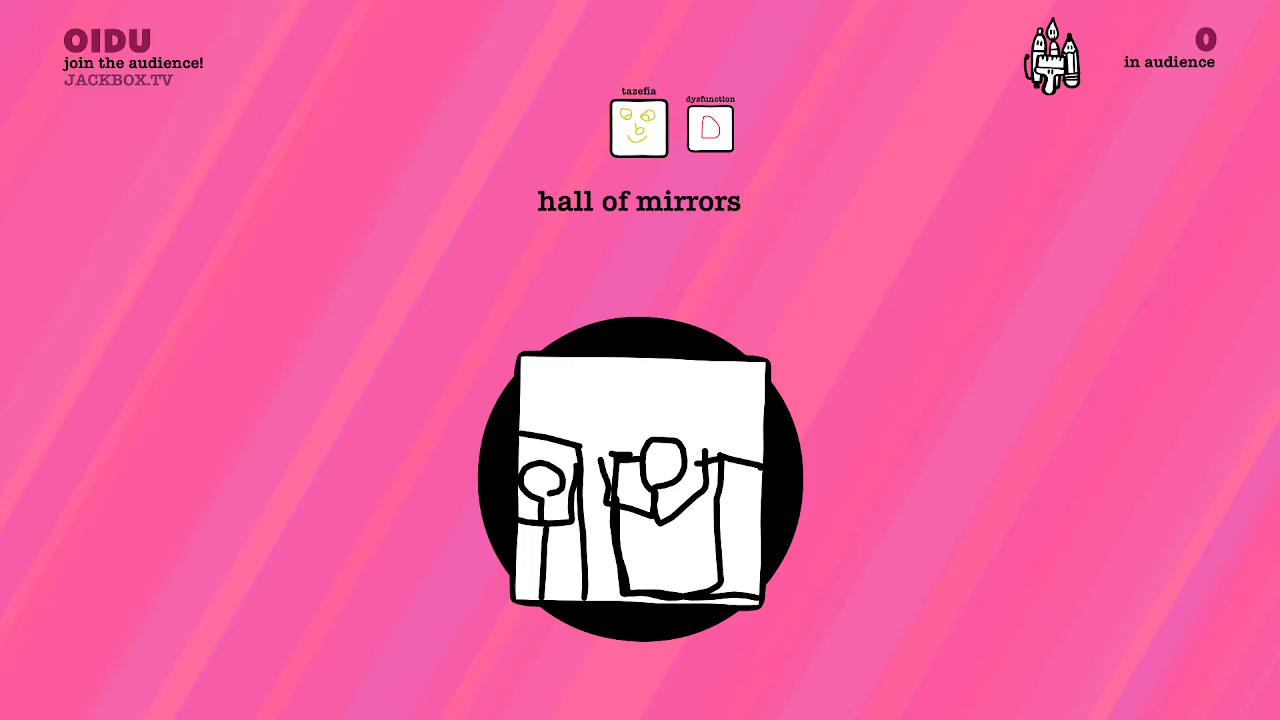 OIDU
join the audience!
JACKBOX.TV
0
in audience
tazefia
dysfunction
D
hall of mirrors